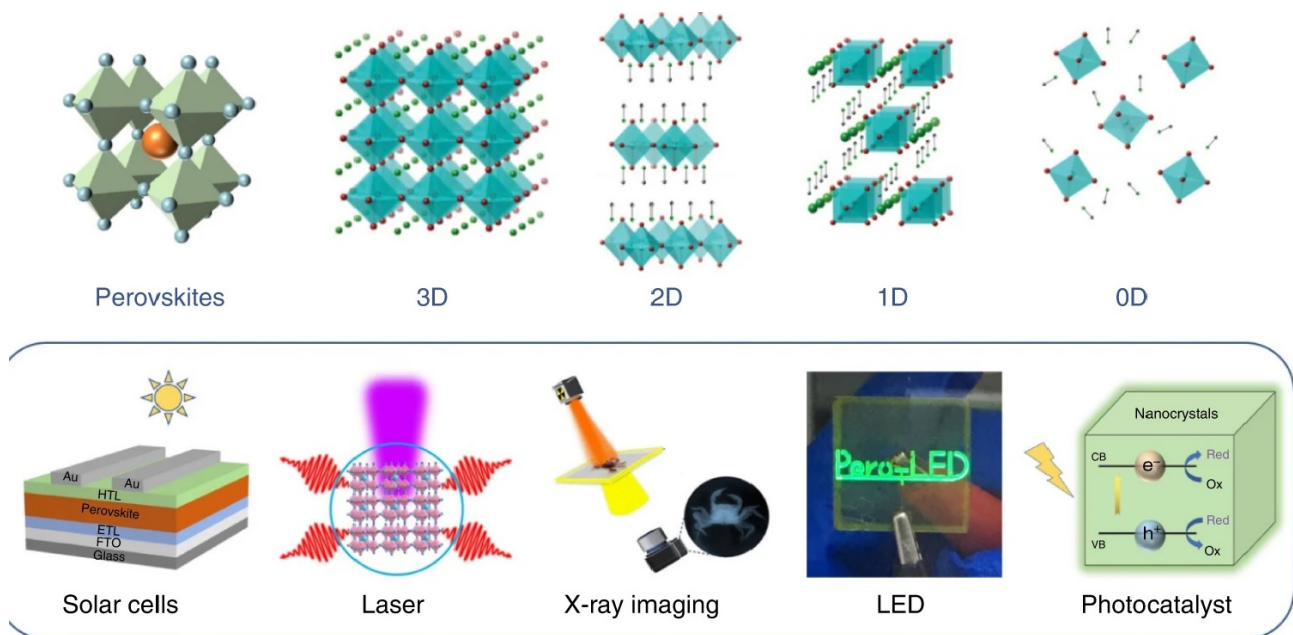 Perovskites
3D
2D
1D
0D
Au
Au
HTL
Perovskite
ETL
FTO
Glass
Solar cells
Laser
X-ray imaging
Pero-LED
LED
Nanocrystals
CB
e⁻
Red
Ox
VB
h⁺
Red
Ox
Photocatalyst